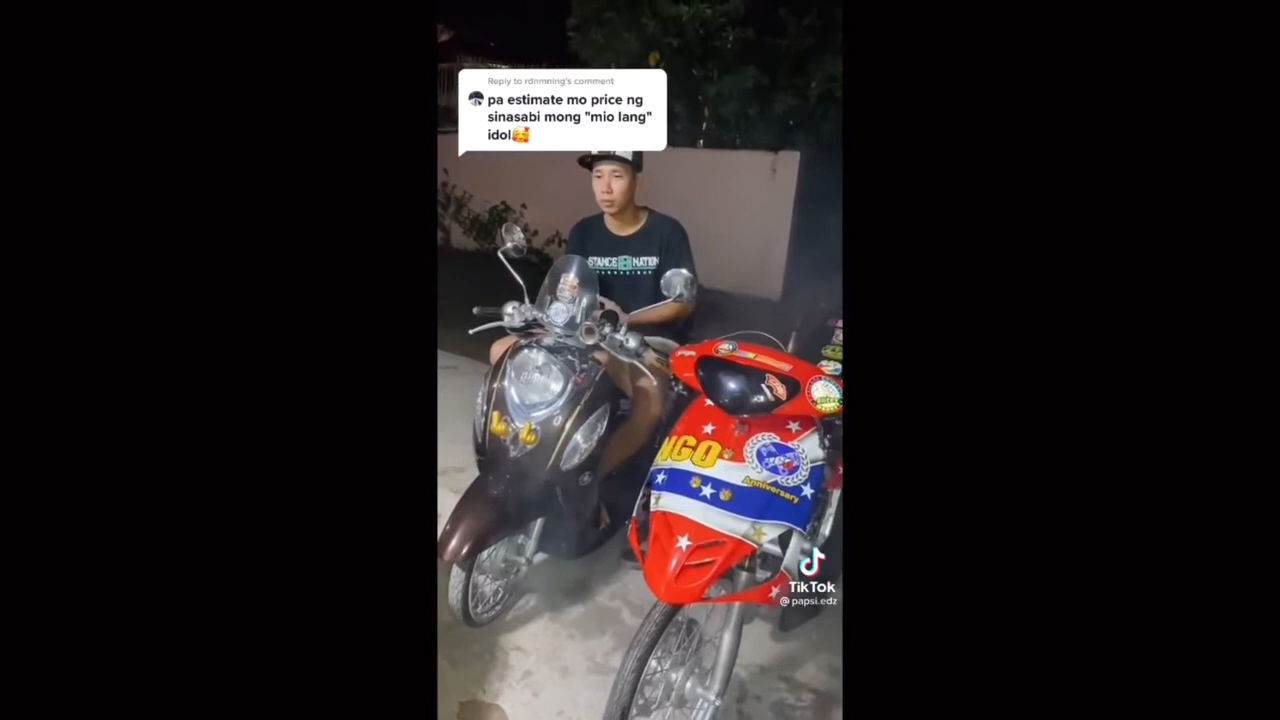 Reply to rdnmning's comment
pa estimate mo price ng
sinasabi mong "mio lang"
idol🥰
STANCE NATION
NGO
Anniversary
TikTok
@papsi.edz